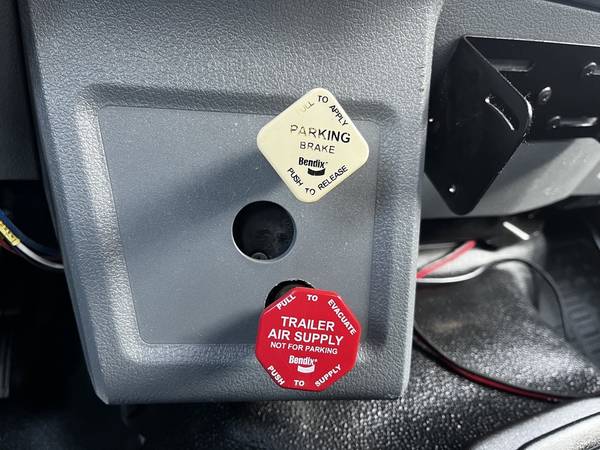 PULL TO APPLY
PARKING
BRAKE
Bendix
PUSH TO RELEASE
PULL TO EVACUATE
TRAILER
AIR SUPPLY
NOT FOR PARKING
Bendix
PUSH TO SUPPLY